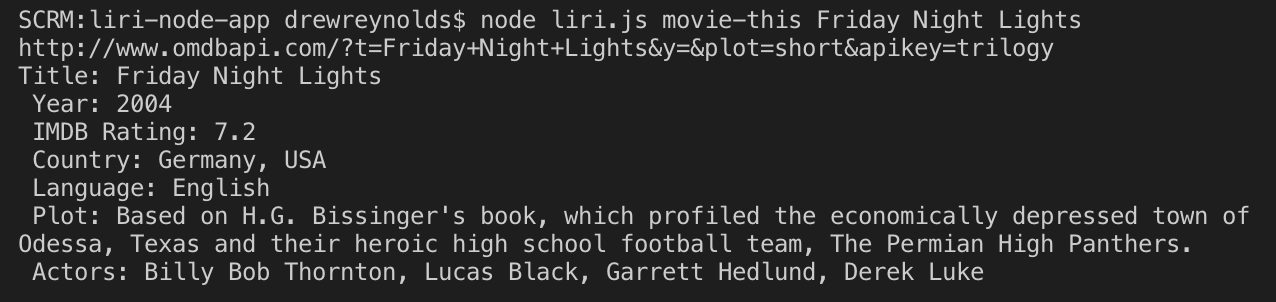 SCRM:liri-node-app drewreynolds$ node liri.js movie-this Friday Night Lights
http://www.omdbapi.com/?t=Friday+Night+Lights&y=&plot=short&apikey=trilogy
Title: Friday Night Lights
 Year: 2004
 IMDB Rating: 7.2
 Country: Germany, USA
 Language: English
 Plot: Based on H.G. Bissinger's book, which profiled the economically depressed town of
Odessa, Texas and their heroic high school football team, The Permian High Panthers.
 Actors: Billy Bob Thornton, Lucas Black, Garrett Hedlund, Derek Luke